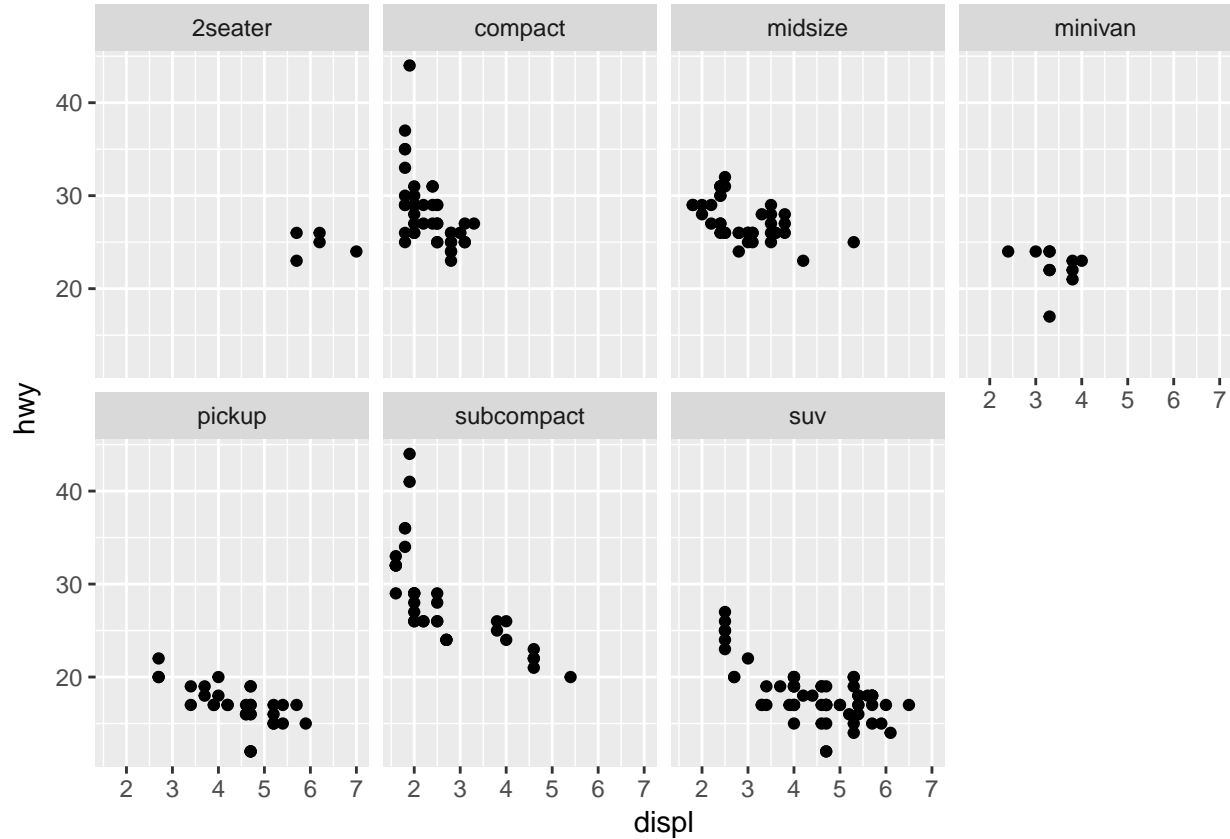 2seater compact midsize minivan
40
30
20
2 3 4 5 6 7
hwy
pickup subcompact suv
40
30
20
2 3 4 5 6 7 2 3 4 5 6 7 2 3 4 5 6 7
displ